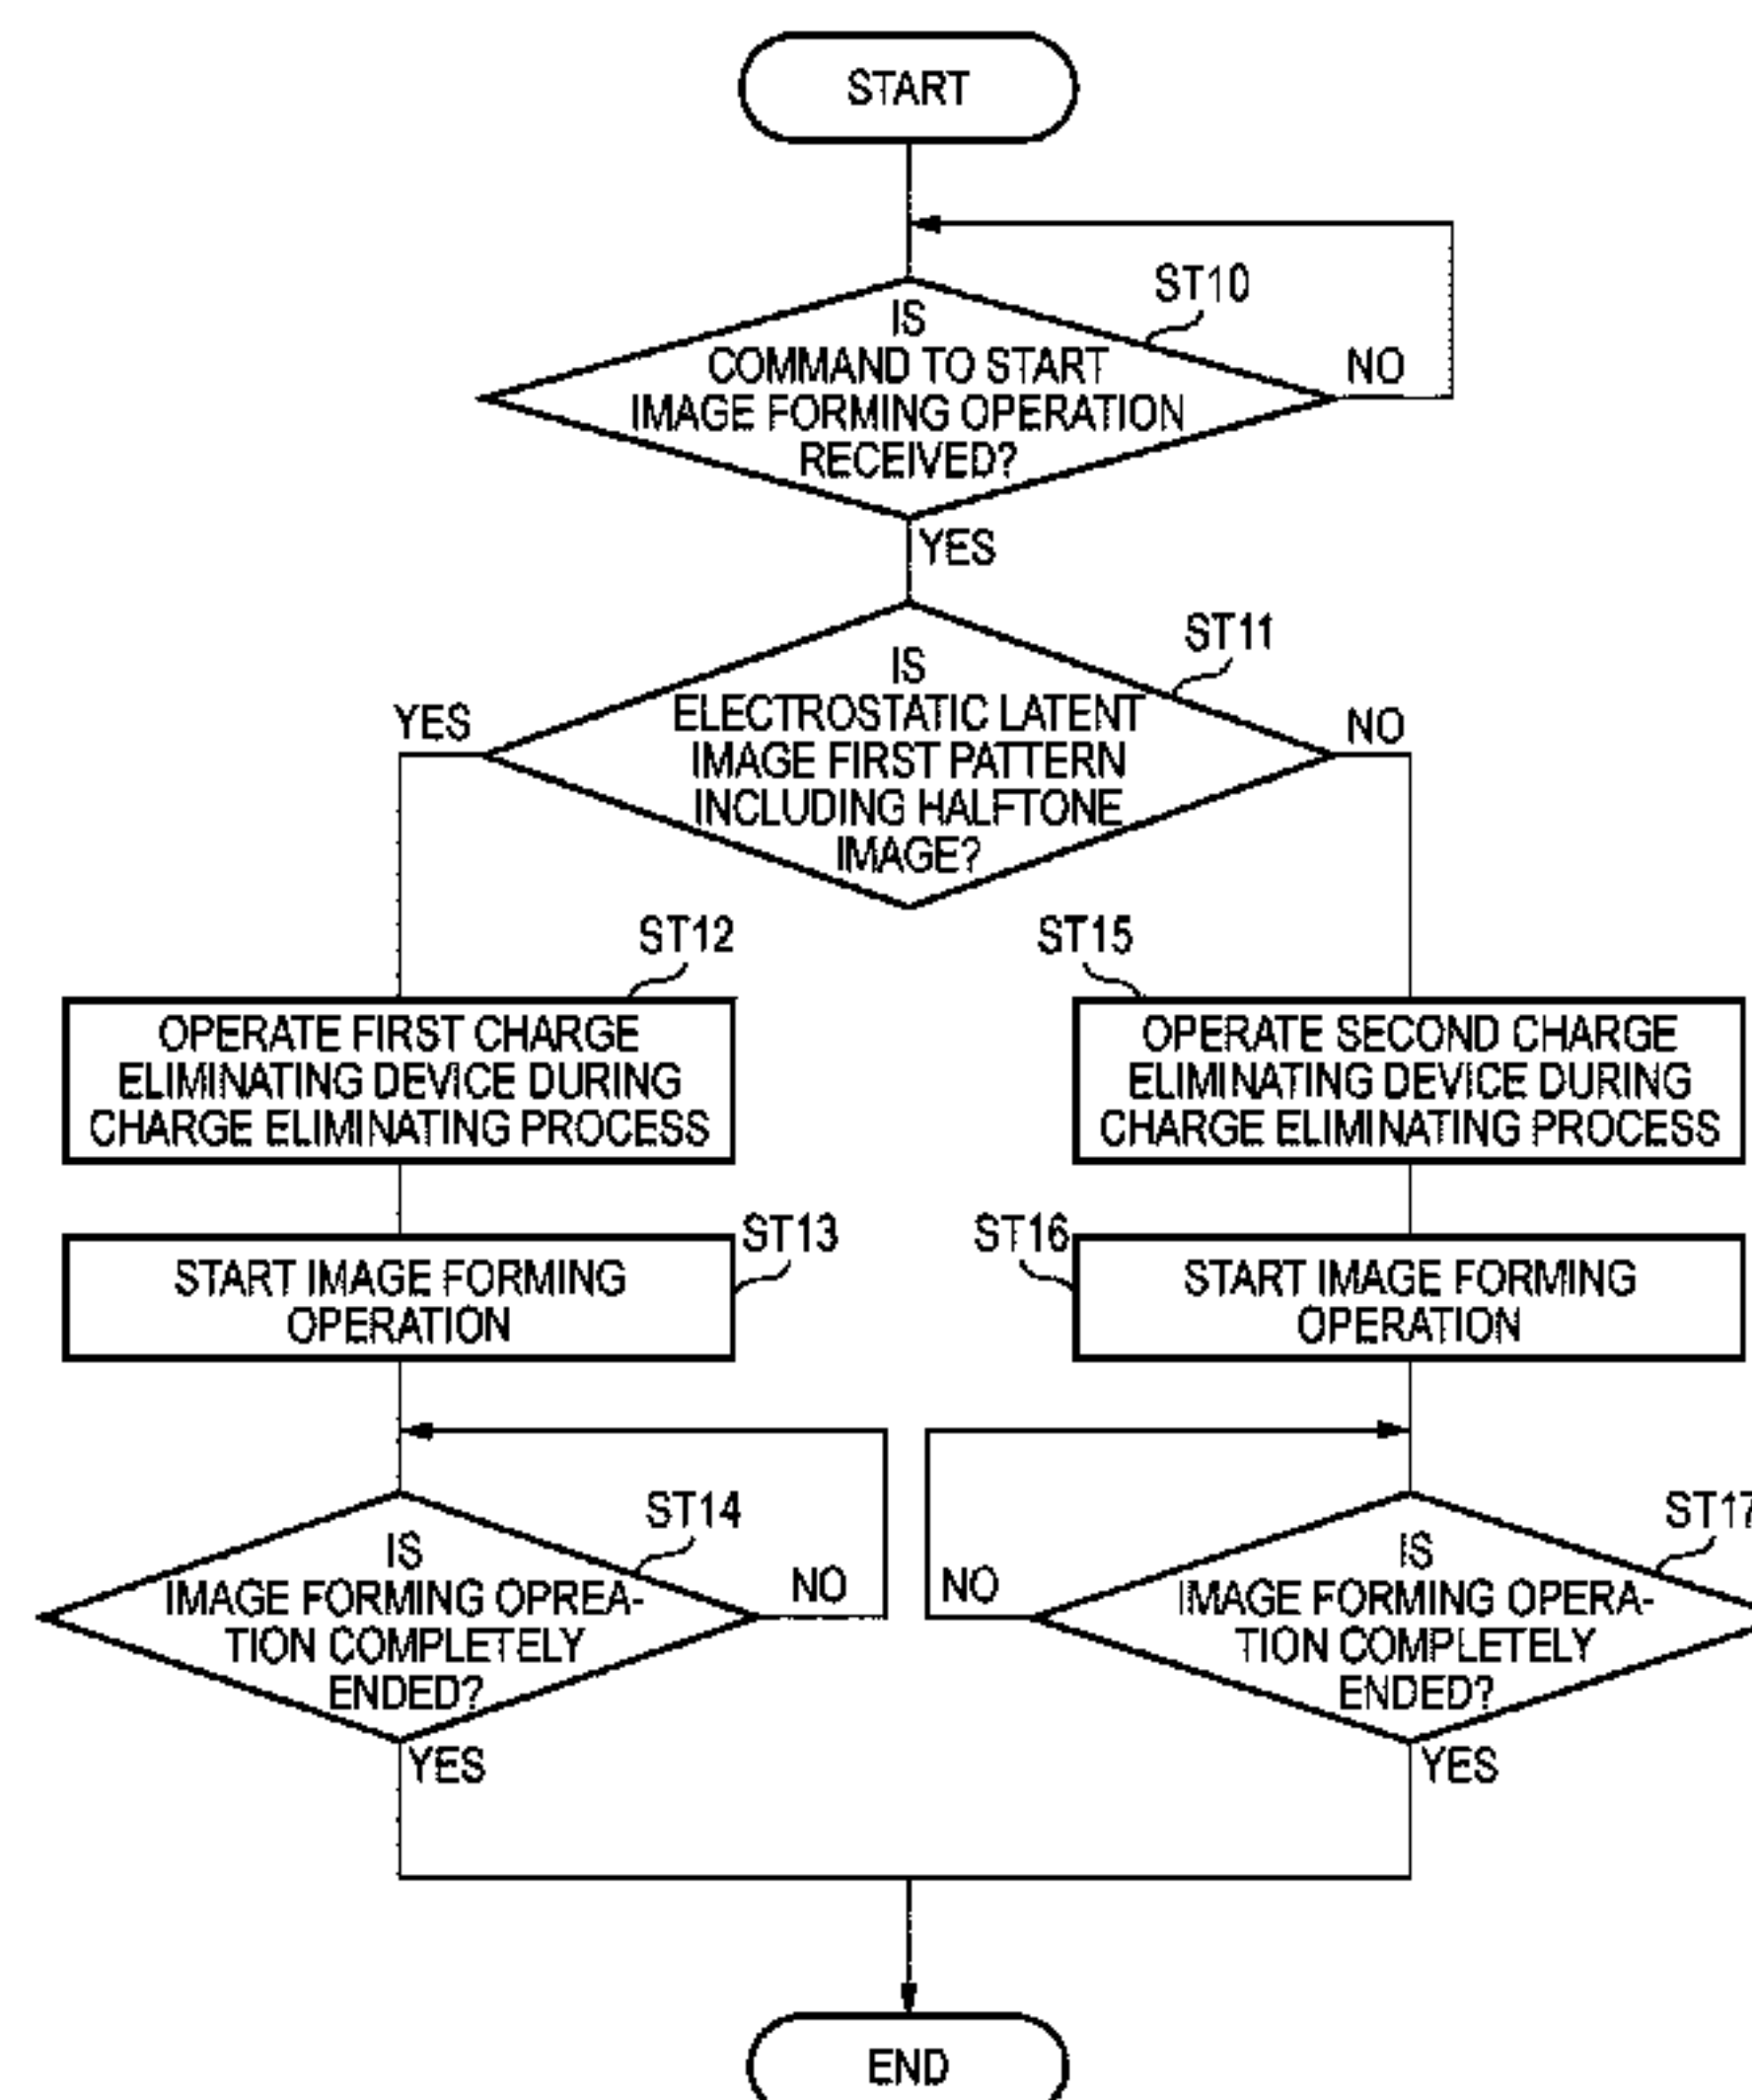 START
ST10
IS
COMMAND TO START
IMAGE FORMING OPERATION
RECEIVED?
NO
YES
ST11
IS
ELECTROSTATIC LATENT
IMAGE FIRST PATTERN
INCLUDING HALFTONE
IMAGE?
YES
NO
ST12
OPERATE FIRST CHARGE
ELIMINATING DEVICE DURING
CHARGE ELIMINATING PROCESS
ST15
OPERATE SECOND CHARGE
ELIMINATING DEVICE DURING
CHARGE ELIMINATING PROCESS
ST13
START IMAGE FORMING
OPERATION
ST16
START IMAGE FORMING
OPERATION
ST14
IS
IMAGE FORMING OPREA-
TION COMPLETELY
ENDED?
NO
YES
ST17
IS
IMAGE FORMING OPERA-
TION COMPLETELY
ENDED?
NO
YES
END